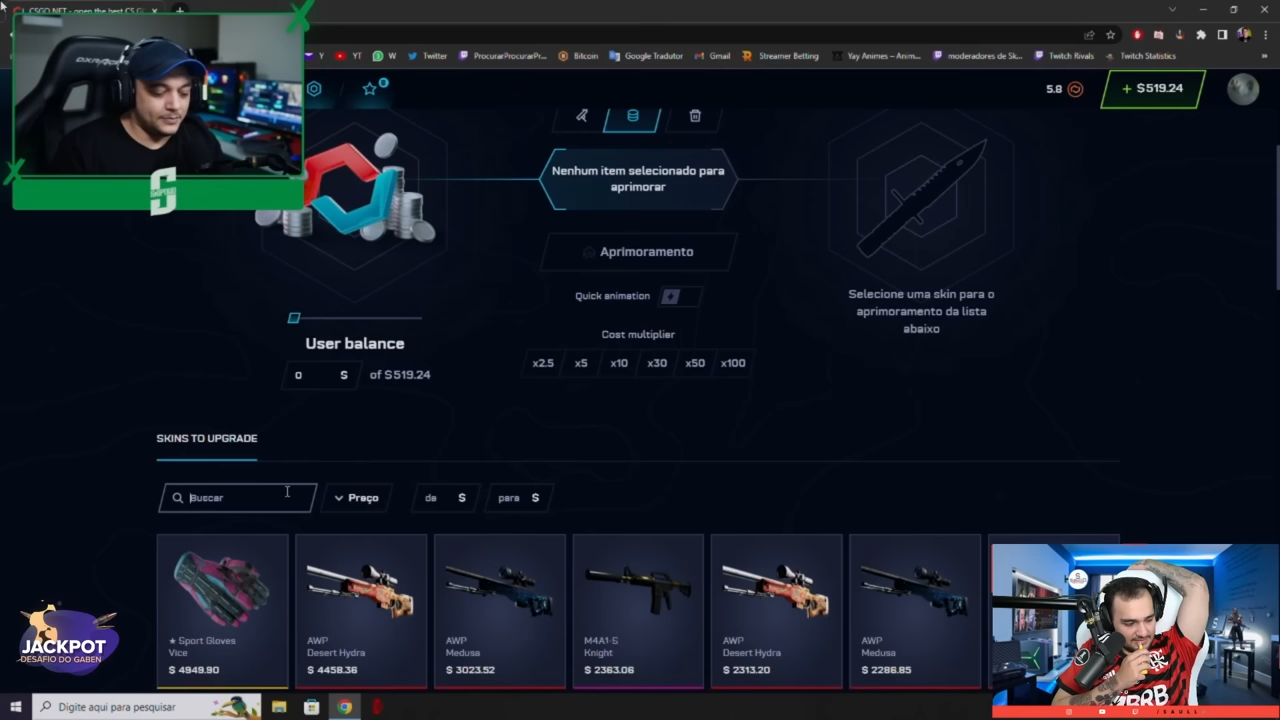 CSGO.NET - open the best CS G
Y
YT
W
Twitter
ProcurarProcurarPr...
Bitcoin
Google Tradutor
Gmail
Streamer Betting
Yay Animes – Anim...
moderadores de Sk...
Twitch Rivals
Twitch Statistics
»
5.8
+ $519.24
Nenhum item selecionado para
aprimorar
Aprimoramento
Quick animation
Cost multiplier
x2.5 x5 x10 x30 x50 x100
User balance
0 $ of $519.24
Selecione uma skin para o
aprimoramento da lista
abaixo
SKINS TO UPGRADE
Buscar
Preço
de $
para $
★ Sport Gloves
Vice
$ 4949.90
AWP
Desert Hydra
$ 4458.36
AWP
Medusa
$ 3023.52
M4A1-S
Knight
$ 2363.06
AWP
Desert Hydra
$ 2313.20
AWP
Medusa
$ 2286.85
JACKPOT
DESAFIO DO GABEN
Digite aqui para pesquisar
BRB
/SAULL